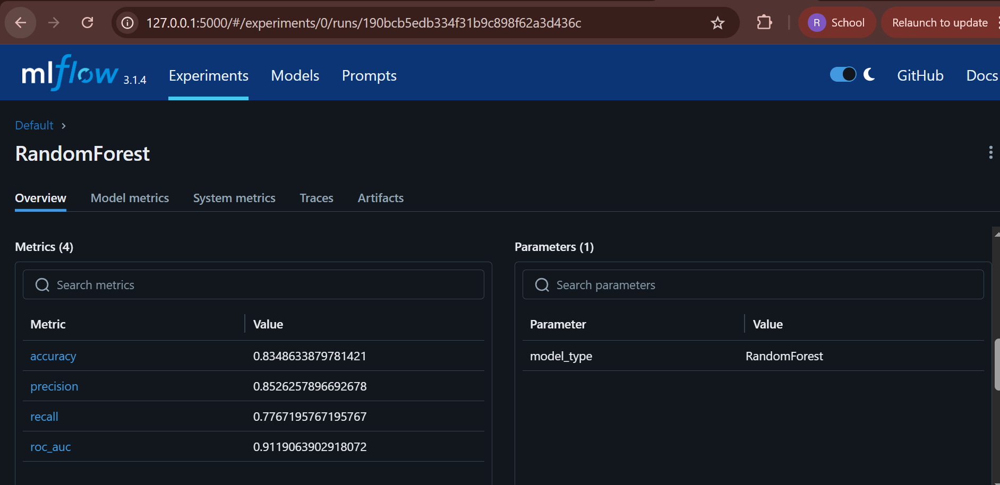 127.0.0.1:5000/#/experiments/0/runs/190bcb5edb334f31b9c898f62a3d436c
R School
Relaunch to update
mlflow 3.1.4 Experiments Models Prompts GitHub Docs
Default
RandomForest
Overview Model metrics System metrics Traces Artifacts
Metrics (4)
Search metrics
Metric Value
accuracy 0.8348633879781421
precision 0.8526257896692678
recall 0.7767195767195767
roc_auc 0.9119063902918072
Parameters (1)
Search parameters
Parameter Value
model_type RandomForest